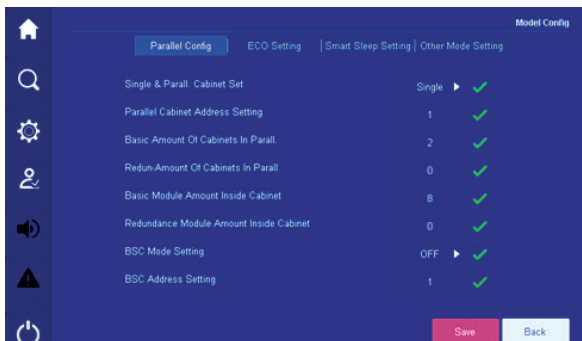 Model Config
Parallel Config | ECO Setting | Smart Sleep Setting | Other Mode Setting
Single & Parall. Cabinet Set Single
Parallel Cabinet Address Setting 1
Basic Amount Of Cabinets In Parall. 2
Redun-Amount Of Cabinets In Parall. 0
Basic Module Amount Inside Cabinet 8
Redundance Module Amount Inside Cabinet 0
BSC Mode Setting OFF
BSC Address Setting 1
Save Back